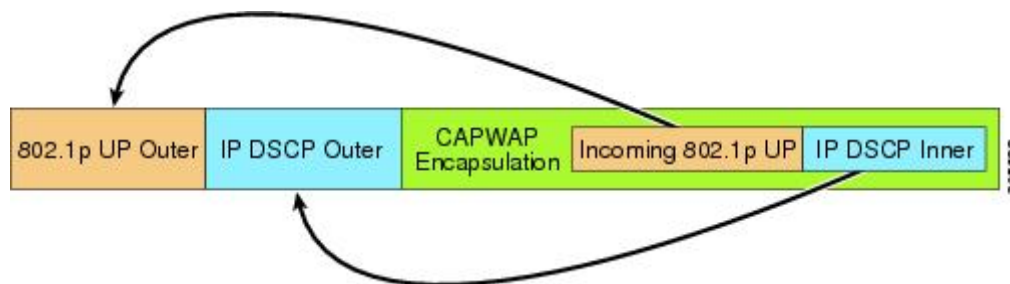 802.1p UP Outer
IP DSCP Outer
CAPWAP
Encapsulation
Incoming 802.1p UP
IP DSCP Inner